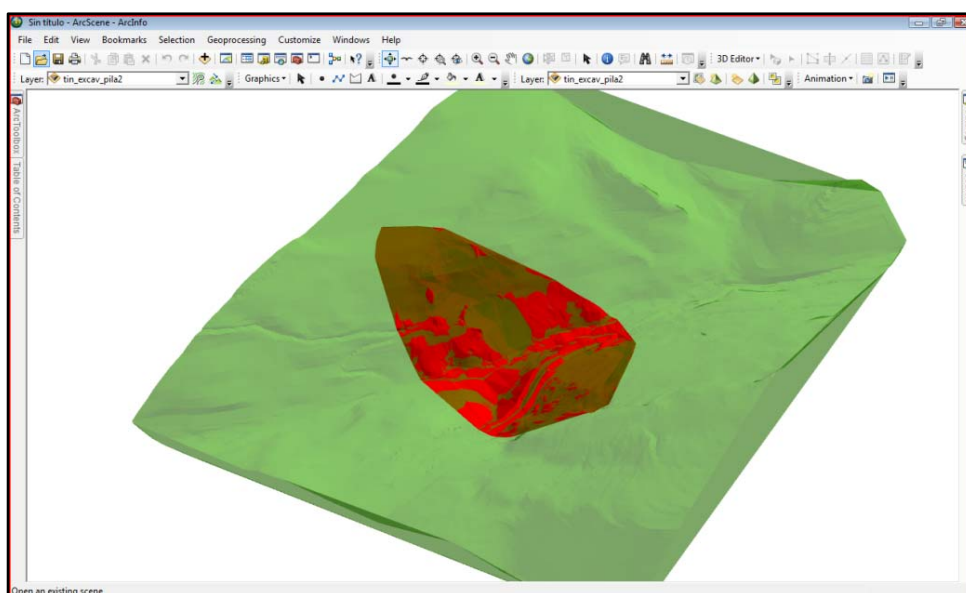 Sin título - ArcScene - ArcInfo
File Edit View Bookmarks Selection Geoprocessing Customize Windows Help
3D Editor
Layer: tin_excav_pila2 Graphics A A Layer: tin_excav_pila2 Animation
ArcToolbox
Table of Contents
Open an existing scene